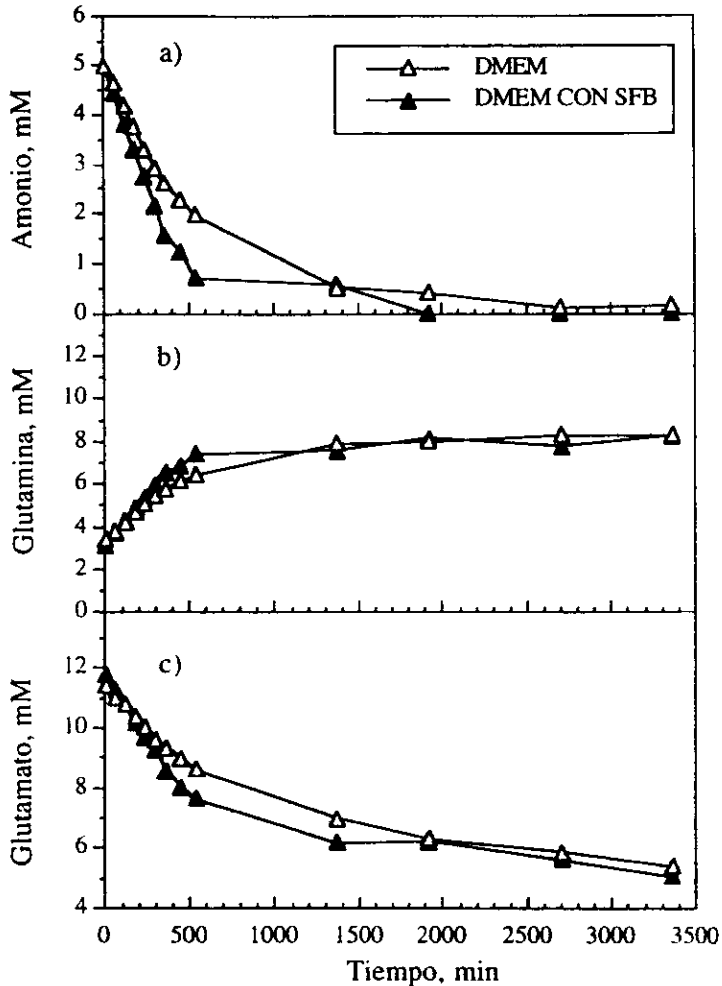 6
5
4
3
2
1
0
Amonio, mM
a)
DMEM
DMEM CON SFB
12
10
8
6
4
2
0
Glutamina, mM
b)
12
10
8
6
4
Glutamato, mM
c)
0 500 1000 1500 2000 2500 3000 3500
Tiempo, min